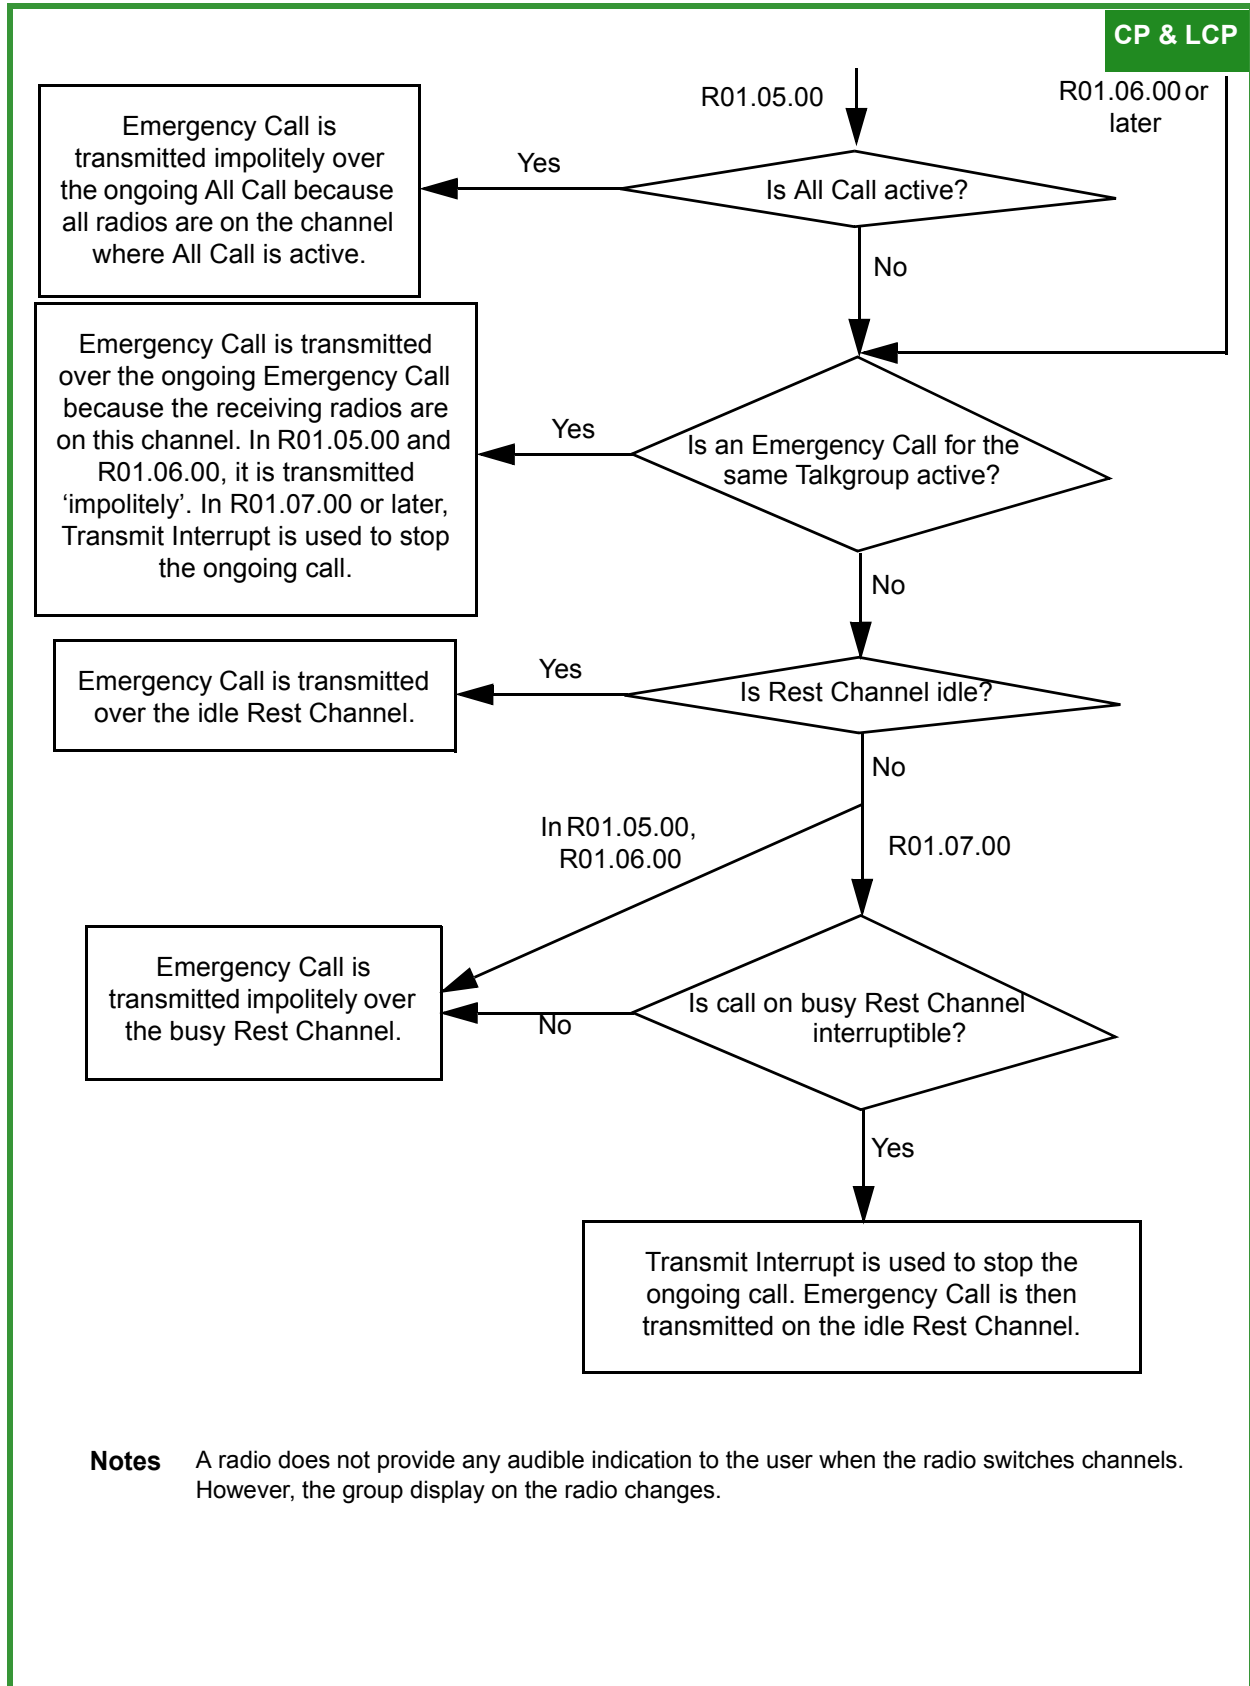 CP & LCP
R01.05.00
R01.06.00 or
later
Emergency Call is
transmitted impolitely over
the ongoing All Call because
all radios are on the channel
where All Call is active.
Yes
Is All Call active?
No
Emergency Call is transmitted
over the ongoing Emergency Call
because the receiving radios are
on this channel. In R01.05.00 and
R01.06.00, it is transmitted
‘impolitely’. In R01.07.00 or later,
Transmit Interrupt is used to stop
the ongoing call.
Yes
Is an Emergency Call for the
same Talkgroup active?
No
Emergency Call is transmitted
over the idle Rest Channel.
Yes
Is Rest Channel idle?
No
In R01.05.00,
R01.06.00
R01.07.00
Emergency Call is
transmitted impolitely over
the busy Rest Channel.
No
Is call on busy Rest Channel
interruptible?
Yes
Transmit Interrupt is used to stop the
ongoing call. Emergency Call is then
transmitted on the idle Rest Channel.
Notes A radio does not provide any audible indication to the user when the radio switches channels.
However, the group display on the radio changes.